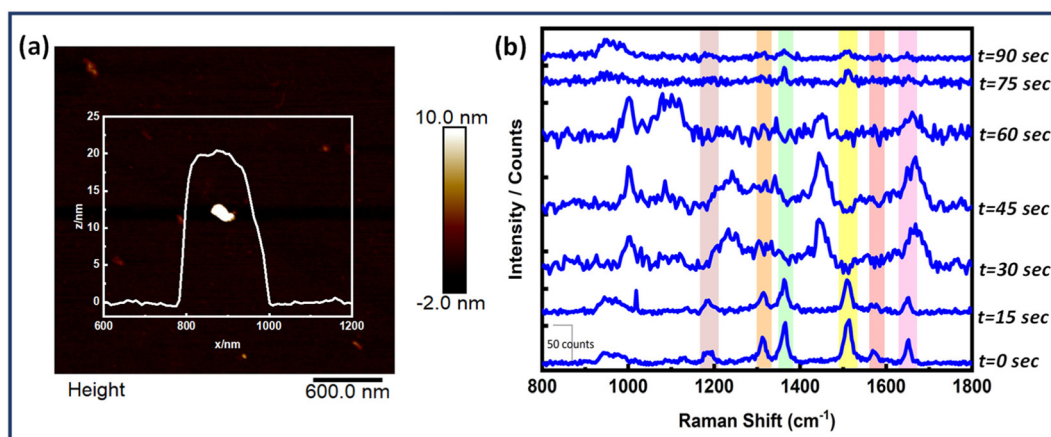 (a)
10.0 nm
-2.0 nm
25
20
15
10
5
0
z/nm
600 800 1000 1200
x/nm
Height
600.0 nm
(b)
t=90 sec
t=75 sec
t=60 sec
t=45 sec
t=30 sec
t=15 sec
t=0 sec
50 counts
Intensity / Counts
800 1000 1200 1400 1600 1800
Raman Shift (cm⁻¹)